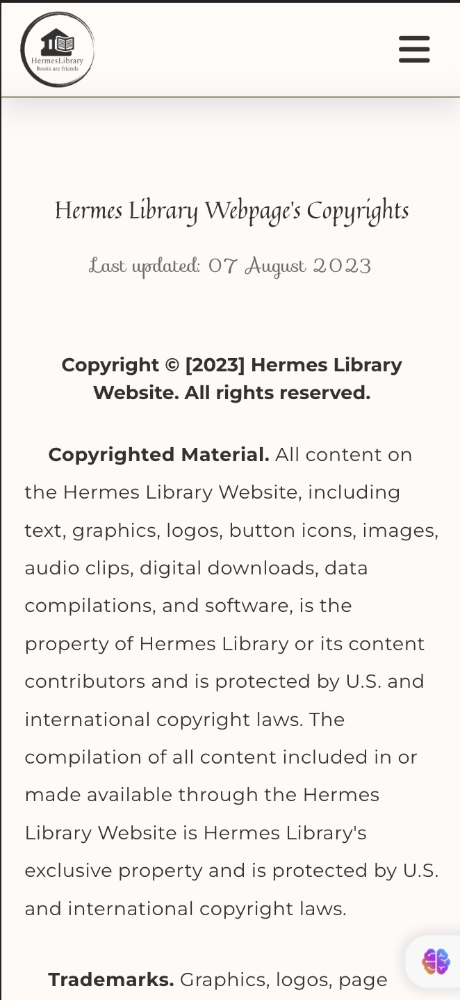 HermesLibrary
Books are friends
Hermes Library Webpage's Copyrights
Last updated: 07 August 2023
Copyright © [2023] Hermes Library
Website. All rights reserved.
Copyrighted Material. All content on
the Hermes Library Website, including
text, graphics, logos, button icons, images,
audio clips, digital downloads, data
compilations, and software, is the
property of Hermes Library or its content
contributors and is protected by U.S. and
international copyright laws. The
compilation of all content included in or
made available through the Hermes
Library Website is Hermes Library's
exclusive property and is protected by U.S.
and international copyright laws.
Trademarks. Graphics, logos, page